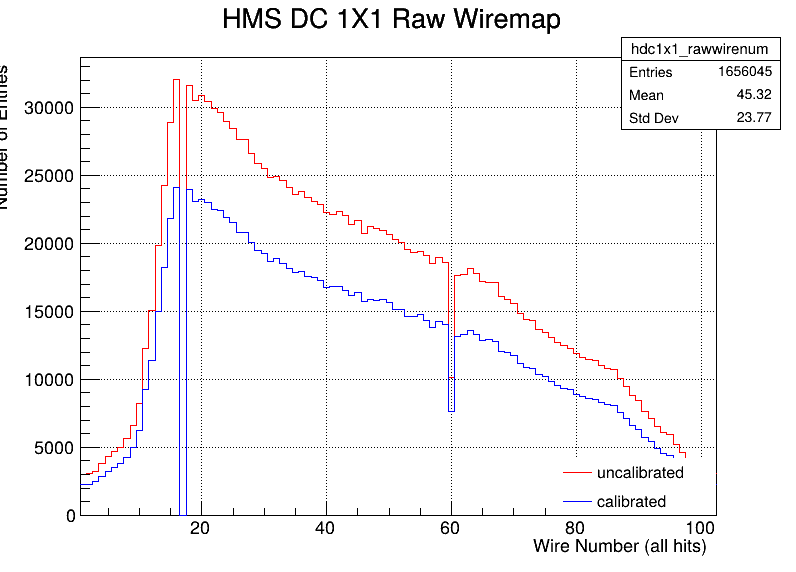 HMS DC 1X1 Raw Wiremap
hdc1x1_rawwirenum
Entries 1656045
Mean 45.32
Std Dev 23.77
Number of Entries
30000
25000
20000
15000
10000
5000
0
uncalibrated
calibrated
20 40 60 80 100
Wire Number (all hits)